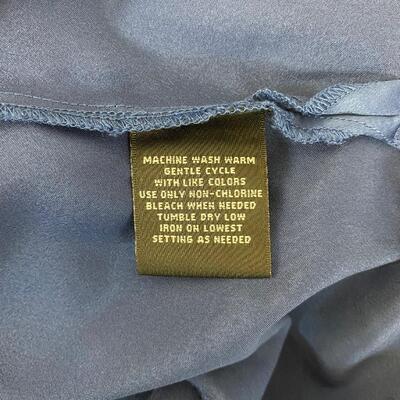 MACHINE WASH WARM
GENTLE CYCLE
WITH LIKE COLORS
USE ONLY NON-CHLORINE
BLEACH WHEN NEEDED
TUMBLE DRY LOW
IRON ON LOWEST
SETTING AS NEEDED